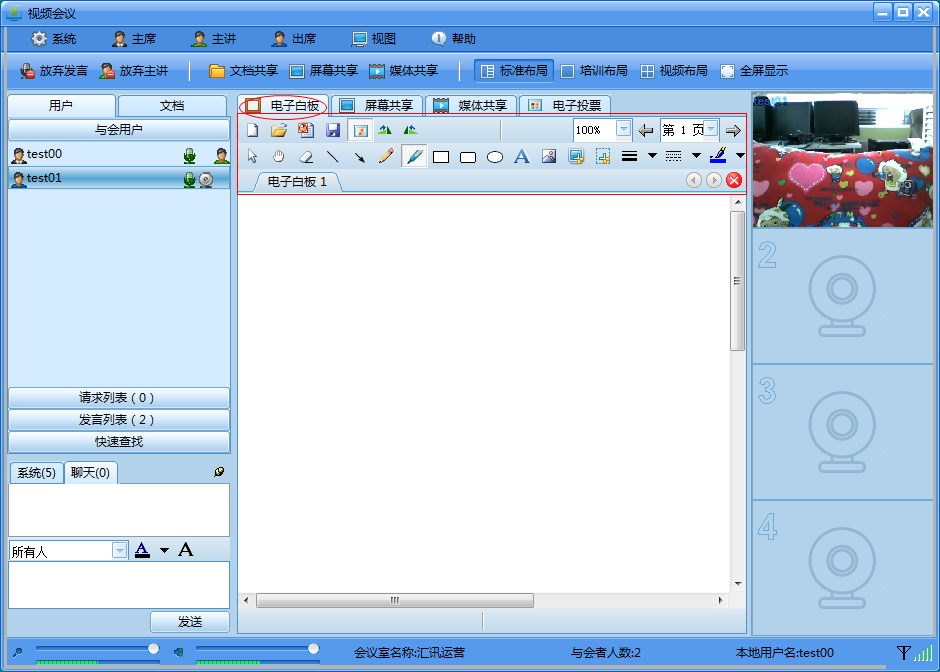 视频会议
系统 主席 主讲 出席 视图 帮助
放弃发言 放弃主讲 文档共享 屏幕共享 媒体共享 标准布局 培训布局 视频布局 全屏显示
用户 文档
与会用户
test00
test01
请求列表(0)
发言列表(2)
快速查找
系统(5) 聊天(0)
所有人 A A
发送
电子白板 屏幕共享 媒体共享 电子投票
100% 第 1 页
A
电子白板 1
2
3
4
会议室名称:汇讯运营 与会者人数:2 本地用户名:test00